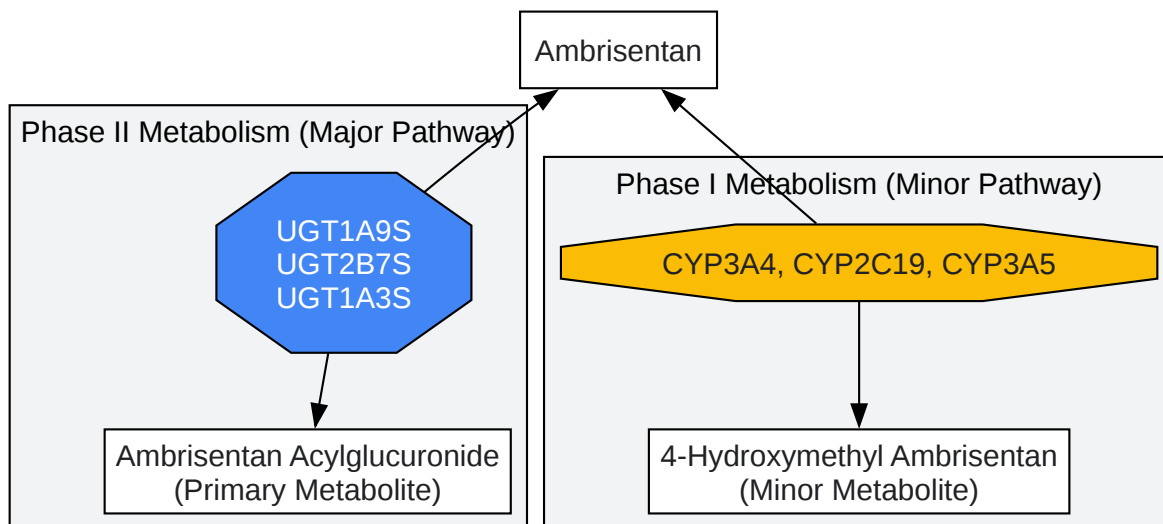 Ambrisentan
Phase II Metabolism (Major Pathway)
UGT1A9S
UGT2B7S
UGT1A3S
Ambrisentan Acylglucuronide
(Primary Metabolite)
Phase I Metabolism (Minor Pathway)
CYP3A4, CYP2C19, CYP3A5
4-Hydroxymethyl Ambrisentan
(Minor Metabolite)